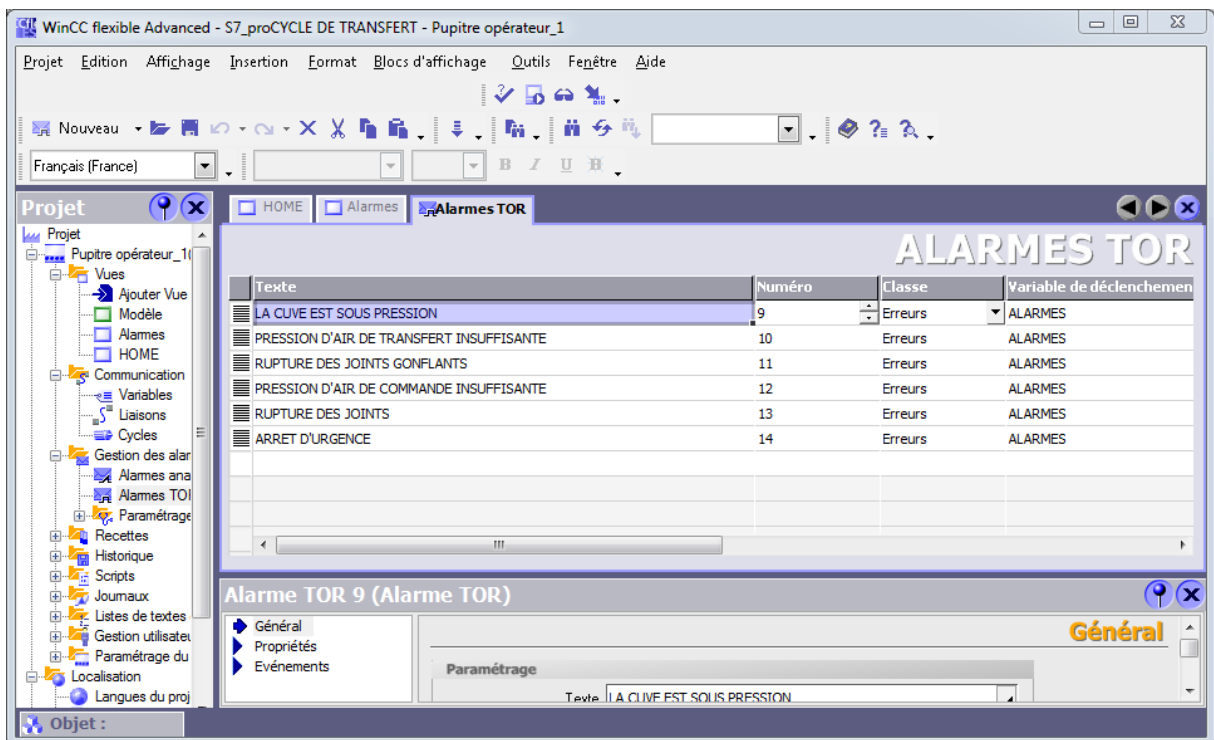 WinCC flexible Advanced - S7_proCYCLE DE TRANSFERT - Pupitre opérateur_1
Projet Edition Affichage Insertion Format Blocs d'affichage Outils Fenêtre Aide
Nouveau
Français (France)
B I U
Projet
Projet
Pupitre opérateur_1(
Vues
Ajouter Vue
Modèle
Alarmes
HOME
Communication
Variables
Liaisons
Cycles
Gestion des alar
Alarmes ana
Alarmes TOI
Paramétrage
Recettes
Historique
Scripts
Journaux
Listes de textes
Gestion utilisateu
Paramétrage du
Localisation
Langues du proj
HOME Alarmes Alarmes TOR
ALARMES TOR
Texte Numéro Classe Variable de déclenchemen
LA CUVE EST SOUS PRESSION 9 Erreurs ALARMES
PRESSION D'AIR DE TRANSFERT INSUFFISANTE 10 Erreurs ALARMES
RUPTURE DES JOINTS GONFLANTS 11 Erreurs ALARMES
PRESSION D'AIR DE COMMANDE INSUFFISANTE 12 Erreurs ALARMES
RUPTURE DES JOINTS 13 Erreurs ALARMES
ARRET D'URGENCE 14 Erreurs ALARMES
Alarme TOR 9 (Alarme TOR)
Général
Propriétés
Evénements
Général
Paramétrage
Texte LA CUVE EST SOUS PRESSION
Objet :